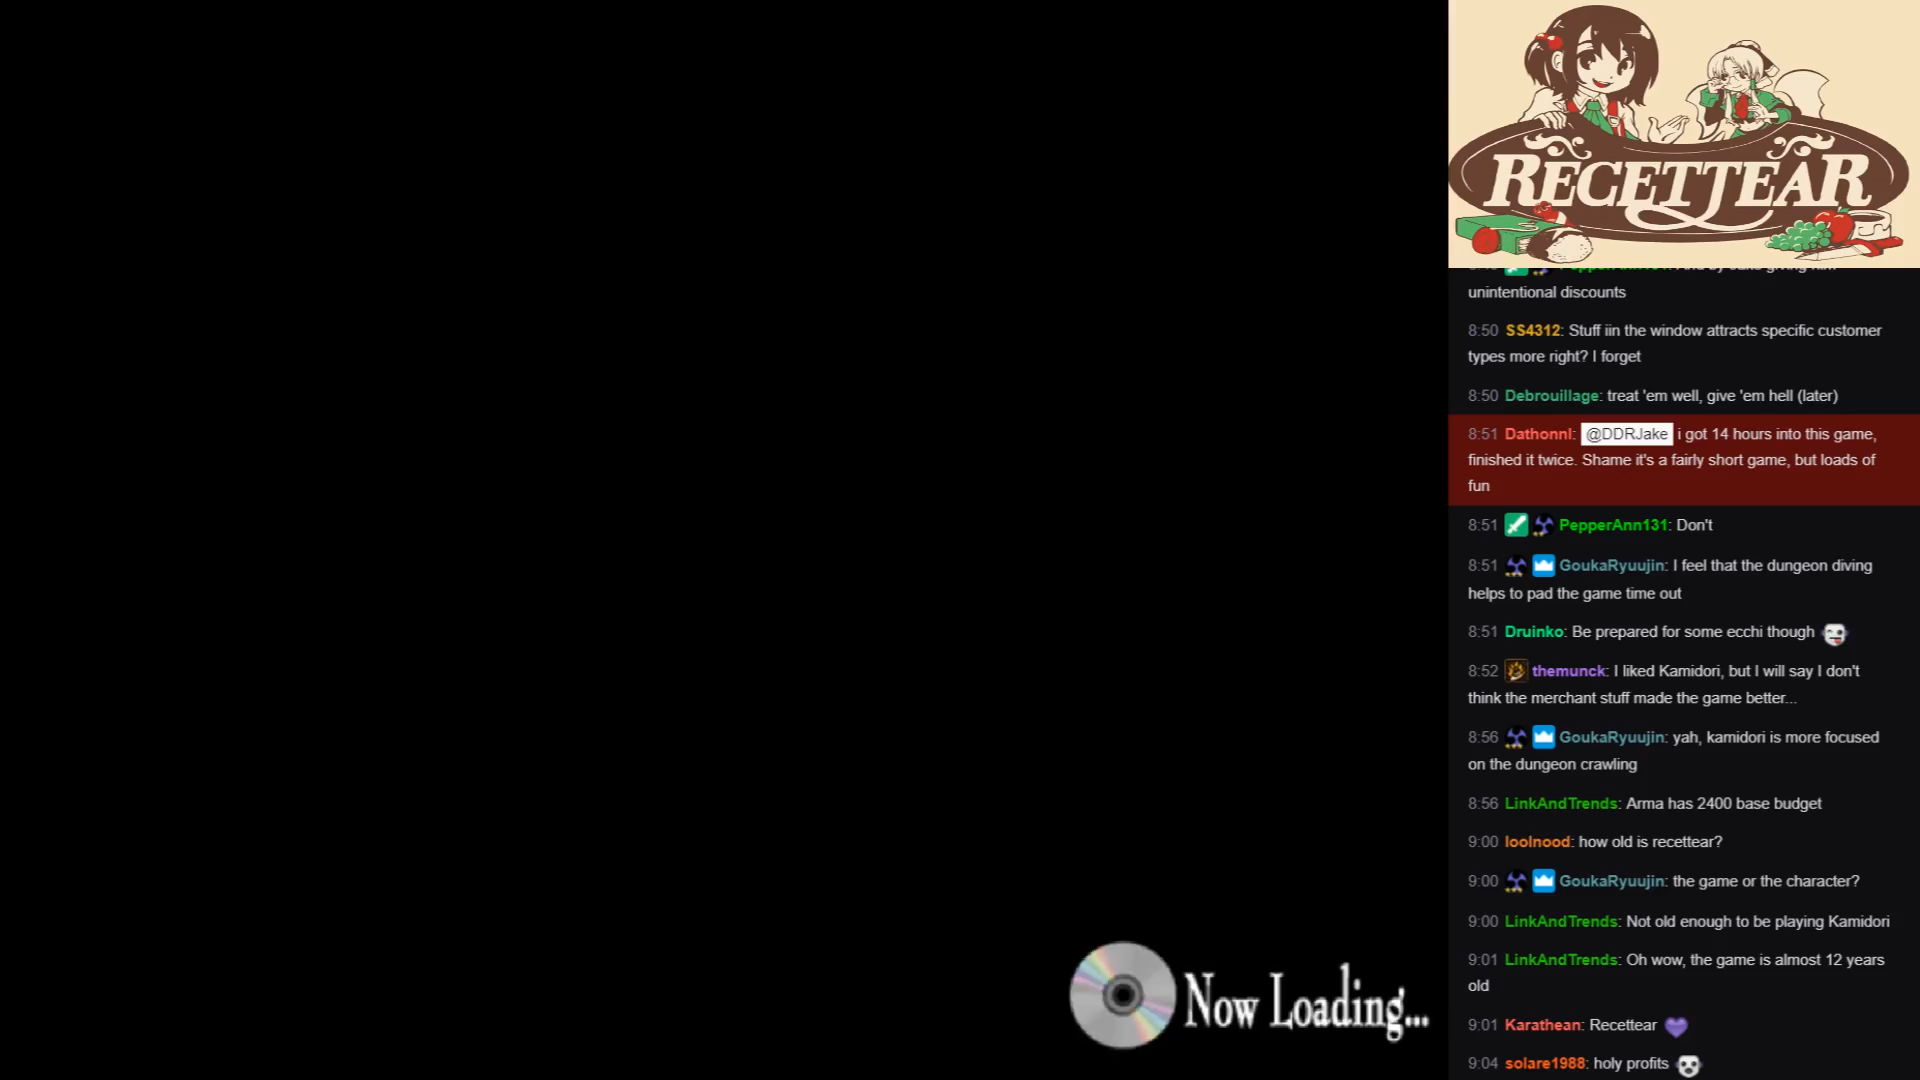 RECETTEAR
unintentional discounts
8:50 SS4312: Stuff iin the window attracts specific customer
types more right? I forget
8:50 Debrouillage: treat 'em well, give 'em hell (later)
8:51 Dathonnl: @DDRJake i got 14 hours into this game,
finished it twice. Shame it's a fairly short game, but loads of
fun
8:51 PepperAnn131: Don't
8:51 GoukaRyuujin: I feel that the dungeon diving
helps to pad the game time out
8:51 Druinko: Be prepared for some ecchi though
8:52 themunck: I liked Kamidori, but I will say I don't
think the merchant stuff made the game better...
8:56 GoukaRyuujin: yah, kamidori is more focused
on the dungeon crawling
8:56 LinkAndTrends: Arma has 2400 base budget
9:00 loolnood: how old is recettear?
9:00 GoukaRyuujin: the game or the character?
9:00 LinkAndTrends: Not old enough to be playing Kamidori
9:01 LinkAndTrends: Oh wow, the game is almost 12 years
old
9:01 Karathean: Recettear
9:04 solare1988: holy profits
Now Loading...